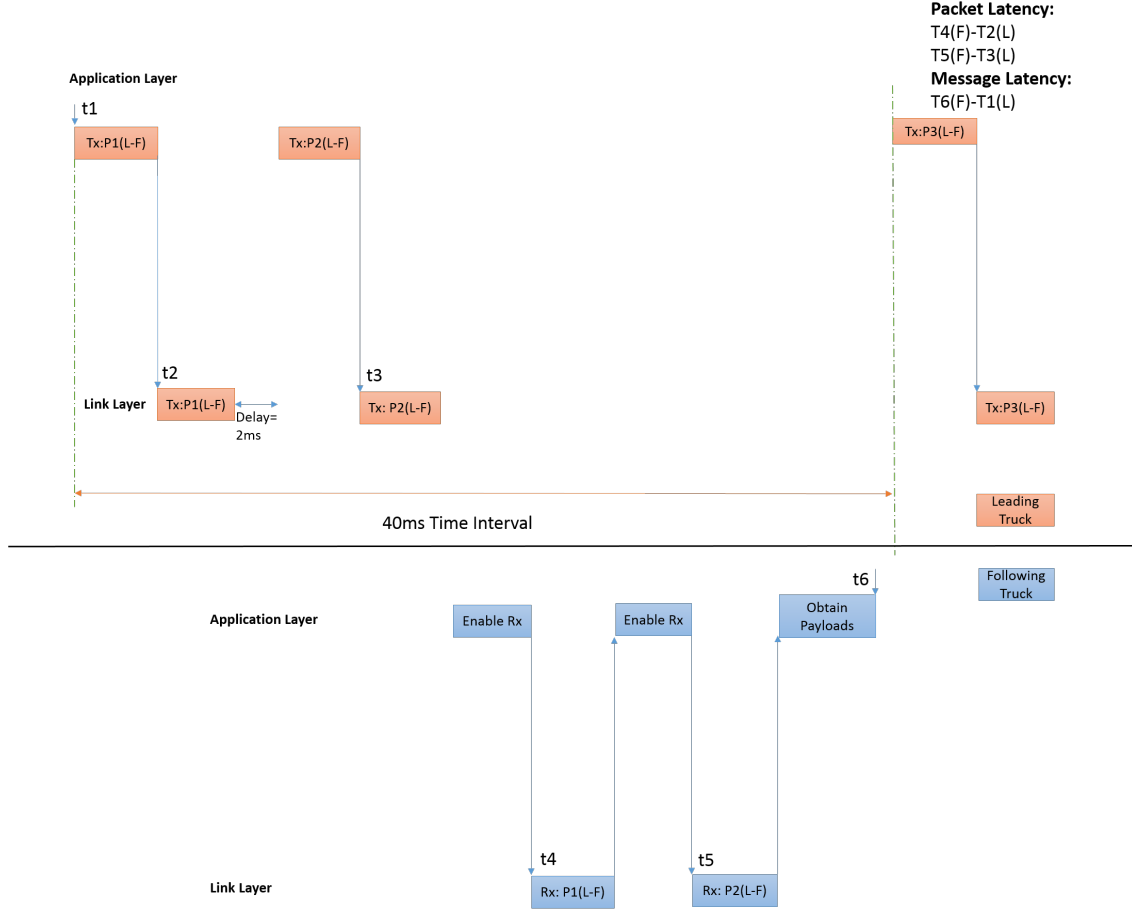 Packet Latency:
T4(F)-T2(L)
T5(F)-T3(L)
Message Latency:
T6(F)-T1(L)
Application Layer
t1
Tx:P1(L-F)
Tx:P2(L-F)
Tx:P3(L-F)
t2
t3
Link Layer
Tx:P1(L-F)
Delay=
2ms
Tx: P2(L-F)
Tx:P3(L-F)
40ms Time Interval
Leading
Truck
Following
Truck
t6
Application Layer
Enable Rx
Enable Rx
Obtain
Payloads
t4
t5
Link Layer
Rx: P1(L-F)
Rx: P2(L-F)